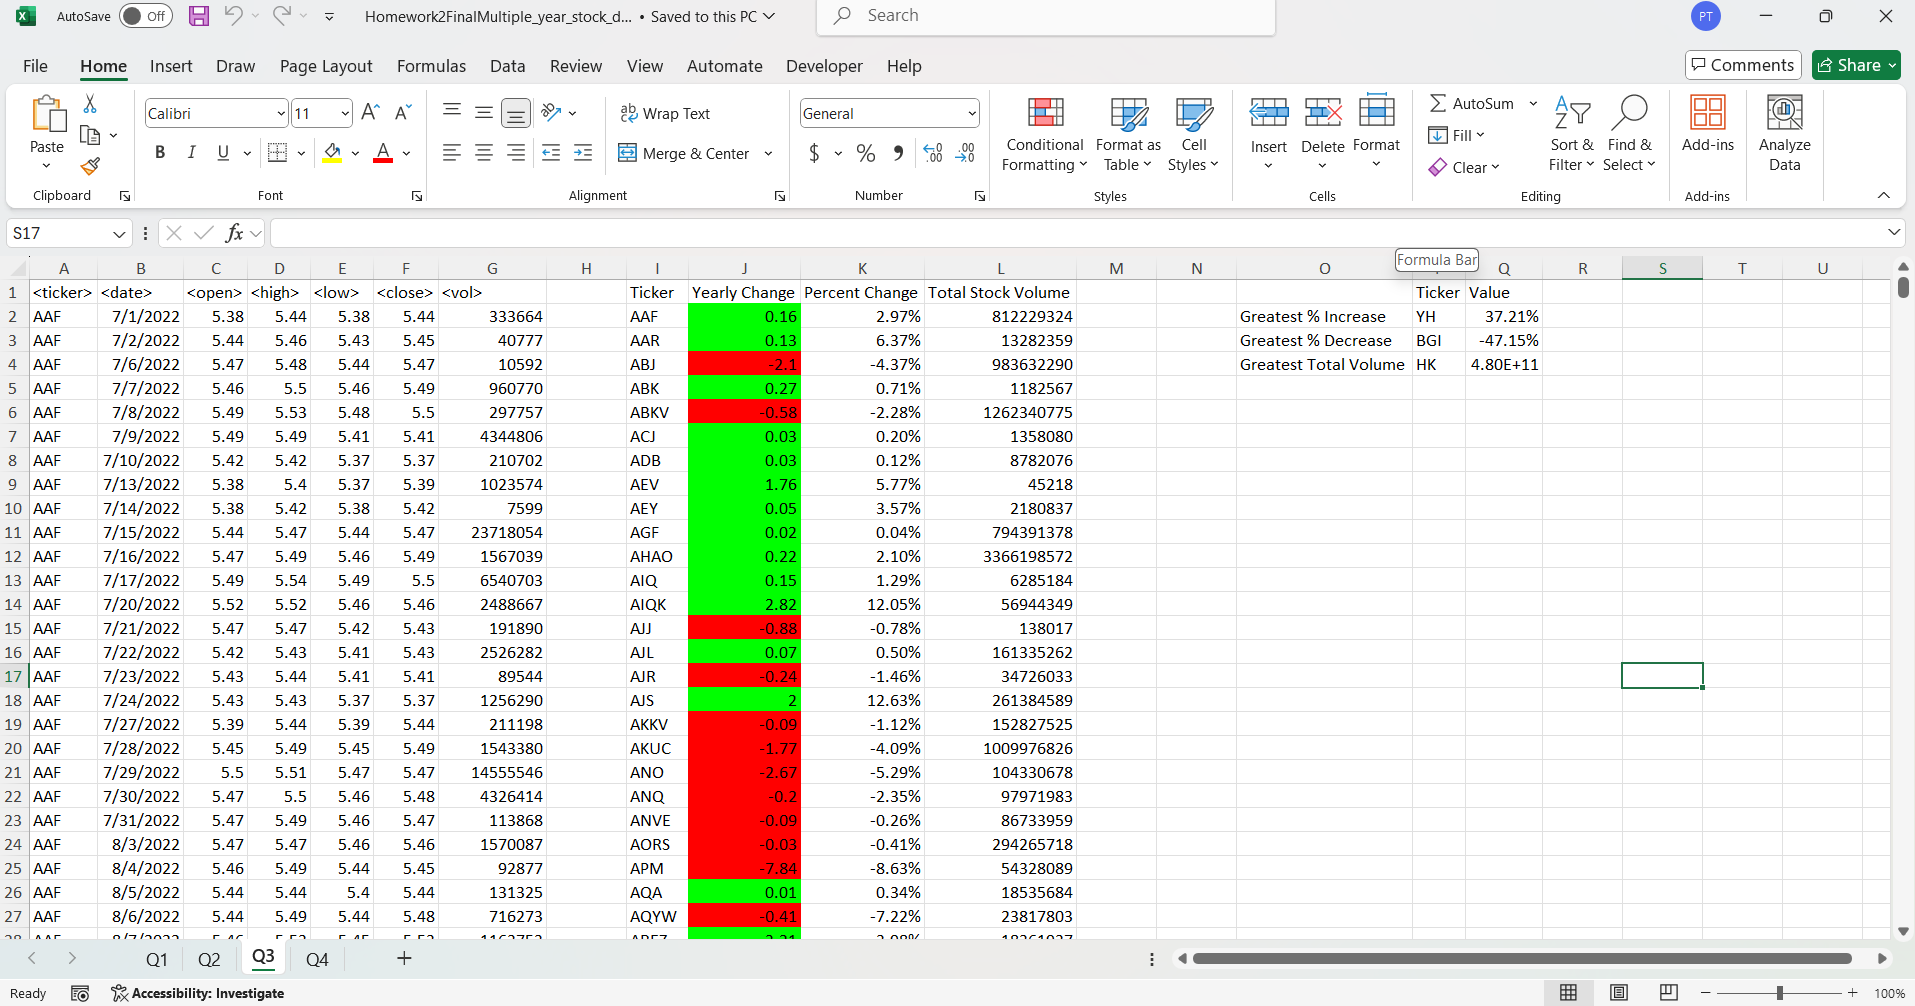 AutoSave Off Homework2FinalMultiple_year_stock_d... • Saved to this PC Search PT
File Home Insert Draw Page Layout Formulas Data Review View Automate Developer Help Comments Share
Paste Calibri 11 Wrap Text General Conditional Formatting Format as Table Cell Styles Insert Delete Format AutoSum Fill Clear Sort & Filter Find & Select Add-ins Analyze Data
B I U A Merge & Center $ % 9 .00 .00
Clipboard Font Alignment Number Styles Cells Editing Add-ins
S17 fx
Formula Bar
A B C D E F G H I J K L M N O Q R S T U
1 <ticker> <date> <open> <high> <low> <close> <vol> Ticker Yearly Change Percent Change Total Stock Volume Ticker Value
2 AAF 7/1/2022 5.38 5.44 5.38 5.44 333664 AAF 0.16 2.97% 812229324 Greatest % Increase YH 37.21%
3 AAF 7/2/2022 5.44 5.46 5.43 5.45 40777 AAR 0.13 6.37% 13282359 Greatest % Decrease BGI -47.15%
4 AAF 7/6/2022 5.47 5.48 5.44 5.47 10592 ABJ -2.1 -4.37% 983632290 Greatest Total Volume HK 4.80E+11
5 AAF 7/7/2022 5.46 5.5 5.46 5.49 960770 ABK 0.27 0.71% 1182567
6 AAF 7/8/2022 5.49 5.53 5.48 5.5 297757 ABKV -0.58 -2.28% 1262340775
7 AAF 7/9/2022 5.49 5.49 5.41 5.41 4344806 ACJ 0.03 0.20% 1358080
8 AAF 7/10/2022 5.42 5.42 5.37 5.37 210702 ADB 0.03 0.12% 8782076
9 AAF 7/13/2022 5.38 5.4 5.37 5.39 1023574 AEV 1.76 5.77% 45218
10 AAF 7/14/2022 5.38 5.42 5.38 5.42 7599 AEY 0.05 3.57% 2180837
11 AAF 7/15/2022 5.44 5.47 5.44 5.47 23718054 AGF 0.02 0.04% 794391378
12 AAF 7/16/2022 5.47 5.49 5.46 5.49 1567039 AHAO 0.22 2.10% 3366198572
13 AAF 7/17/2022 5.49 5.54 5.49 5.5 6540703 AIQ 0.15 1.29% 6285184
14 AAF 7/20/2022 5.52 5.52 5.46 5.46 2488667 AIQK 2.82 12.05% 56944349
15 AAF 7/21/2022 5.47 5.47 5.42 5.43 191890 AJJ -0.88 -0.78% 138017
16 AAF 7/22/2022 5.42 5.43 5.41 5.43 2526282 AJL 0.07 0.50% 161335262
17 AAF 7/23/2022 5.43 5.44 5.41 5.41 89544 AJR -0.24 -1.46% 34726033
18 AAF 7/24/2022 5.43 5.43 5.37 5.37 1256290 AJS 2 12.63% 261384589
19 AAF 7/27/2022 5.39 5.44 5.39 5.44 211198 AKKV -0.09 -1.12% 152827525
20 AAF 7/28/2022 5.45 5.49 5.45 5.49 1543380 AKUC -1.77 -4.09% 1009976826
21 AAF 7/29/2022 5.5 5.51 5.47 5.47 14555546 ANO -2.67 -5.29% 104330678
22 AAF 7/30/2022 5.47 5.5 5.46 5.48 4326414 ANQ -0.2 -2.35% 97971983
23 AAF 7/31/2022 5.47 5.49 5.46 5.47 113868 ANVE -0.09 -0.26% 86733959
24 AAF 8/3/2022 5.47 5.47 5.46 5.46 1570087 AORS -0.03 -0.41% 294265718
25 AAF 8/4/2022 5.46 5.49 5.44 5.45 92877 APM -7.84 -8.63% 54328089
26 AAF 8/5/2022 5.44 5.44 5.4 5.44 131325 AQA 0.01 0.34% 18535684
27 AAF 8/6/2022 5.44 5.49 5.44 5.48 716273 AQYW -0.41 -7.22% 23817803
Q1 Q2 Q3 Q4
Ready Accessibility: Investigate 100%